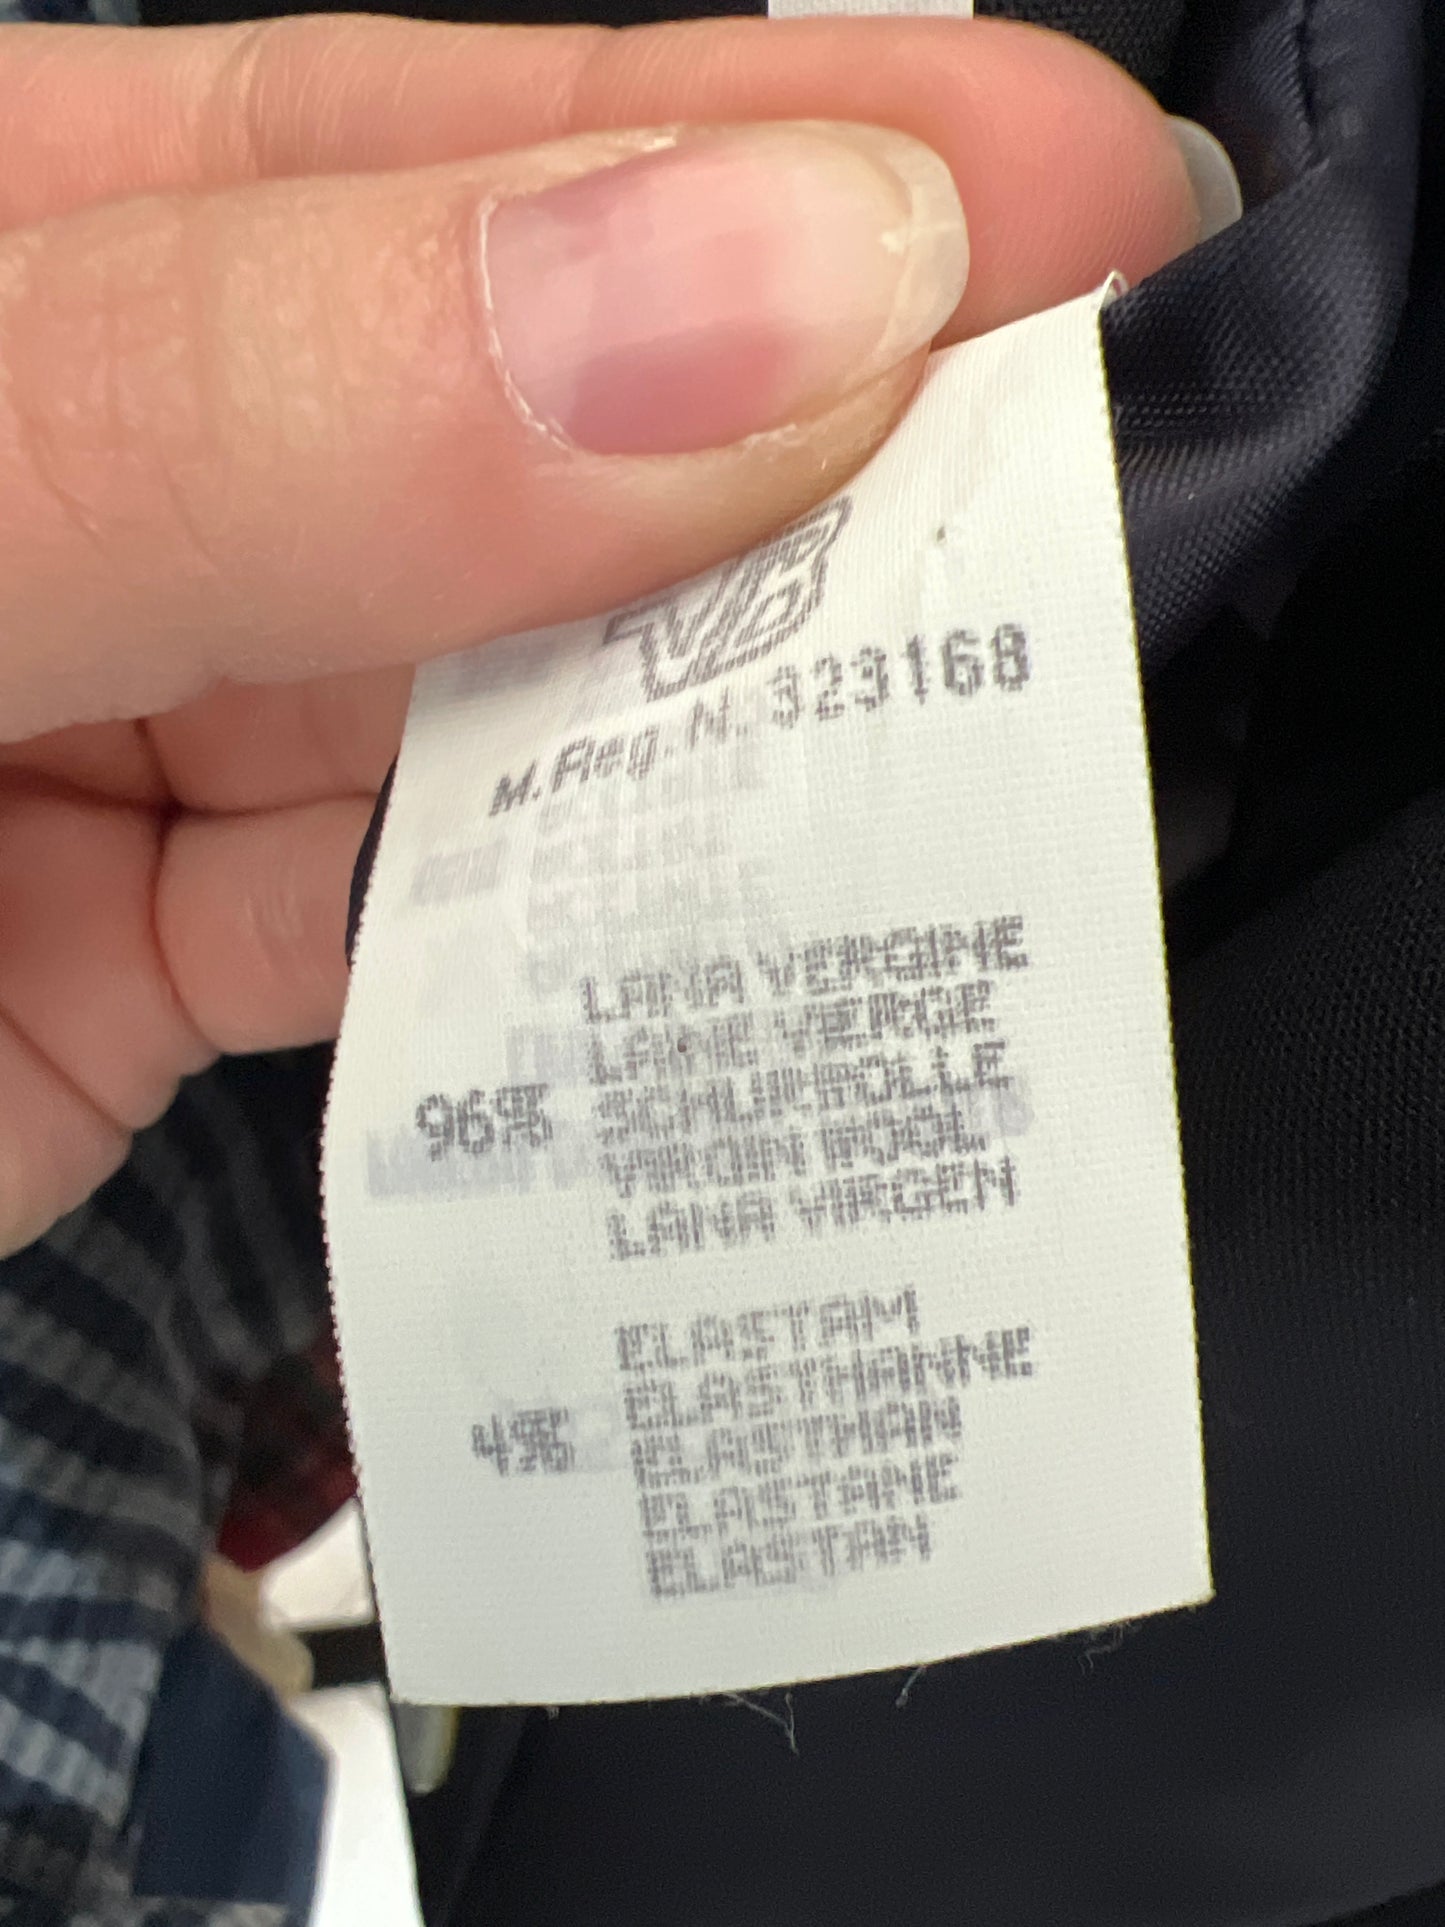 M.Reg.N. 323168
LANA VERGINE
LAINE VIERGE
96% SCHURWOLLE
VIRGIN WOOL
LANA VIRGEN
ELASTAM
ELASTHANNE
4% ELASTHAN
ELASTANE
ELASTAN